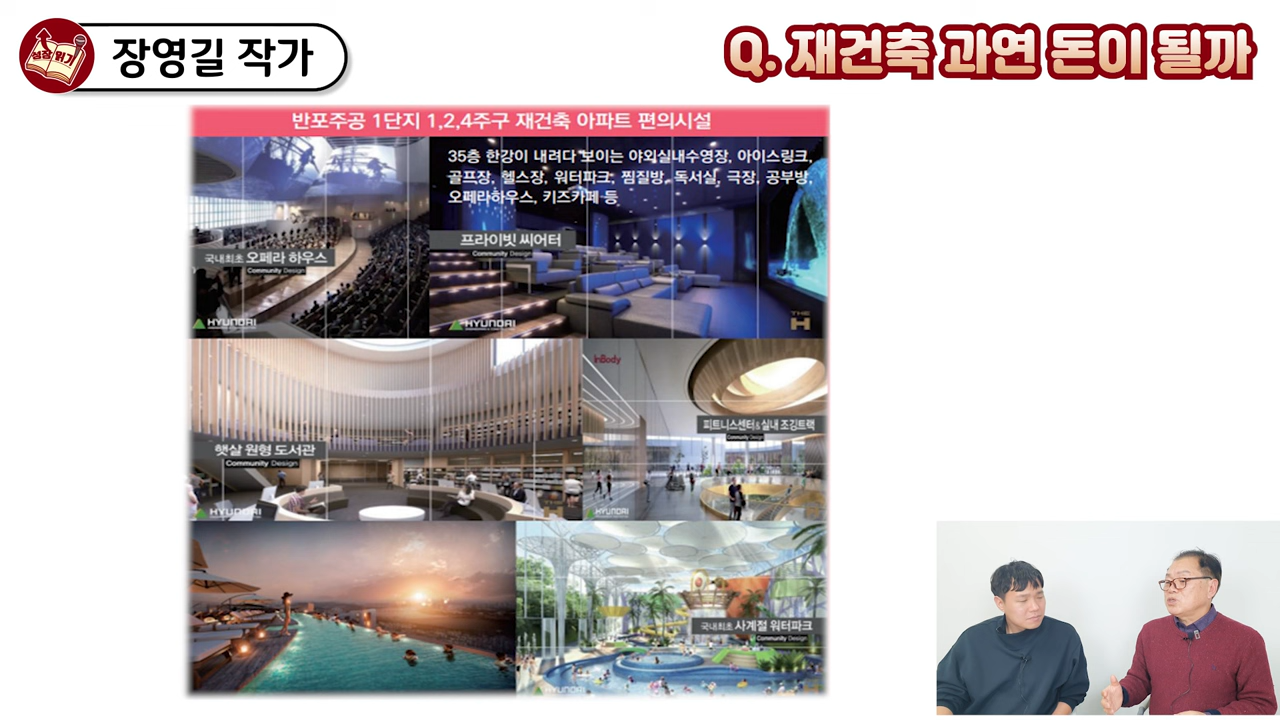 쉽점 읽기
장영길 작가
Q. 재건축 과연 돈이 될까
반포주공 1단지 1,2,4주구 재건축 아파트 편의시설
35층 한강이 내려다 보이는 야외실내수영장, 아이스링크,
골프장, 헬스장, 워터파크, 찜질방, 독서실, 극장, 공부방,
오페라하우스, 키즈카페 등
프라이빗 씨어터
Community Design
국내최초 오페라 하우스
Community Design
HYUNDAI
HYUNDAI
THE H
InBody
피트니스센터&실내 조깅트랙
Community Design
햇살 원형 도서관
Community Design
HYUNDAI
HYUNDAI
국내최초 사계절 워터파크
Community Design
HYUNDAI